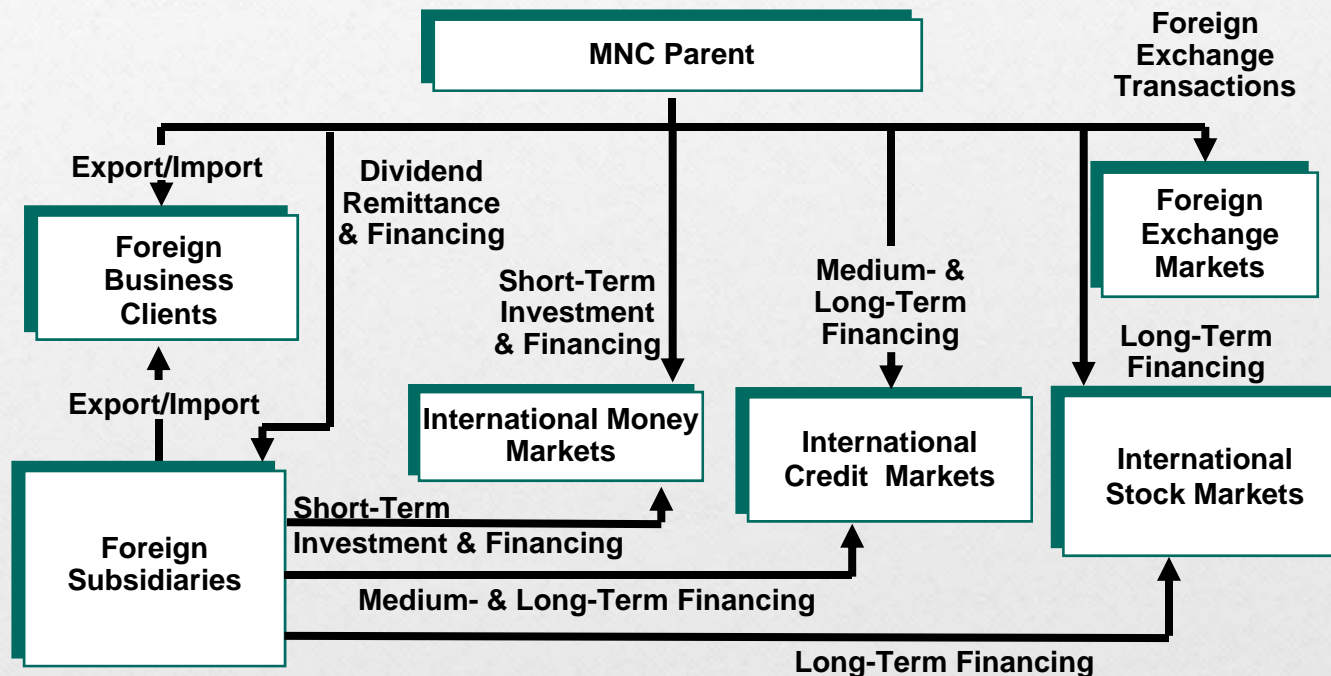 MNC Parent
Foreign
Exchange
Transactions
Export/Import
Dividend
Remittance
& Financing
Foreign
Business
Clients
Short-Term
Investment
& Financing
Medium- &
Long-Term
Financing
Foreign
Exchange
Markets
Long-Term
Financing
Export/Import
International Money
Markets
International
Credit Markets
International
Stock Markets
Foreign
Subsidiaries
Short-Term
Investment & Financing
Medium- & Long-Term Financing
Long-Term Financing